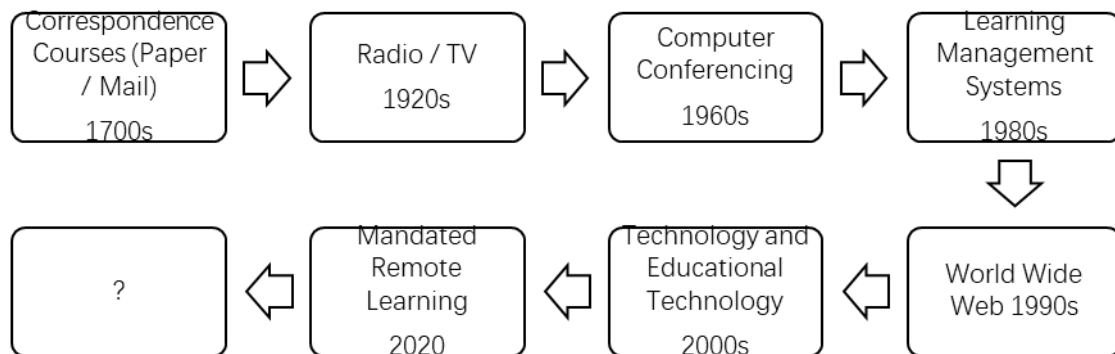 Correspondence
Courses (Paper
/ Mail)
1700s
Radio / TV
1920s
Computer
Conferencing
1960s
Learning
Management
Systems
1980s
World Wide
Web 1990s
Technology and
Educational
Technology
2000s
Mandated
Remote
Learning
2020
?